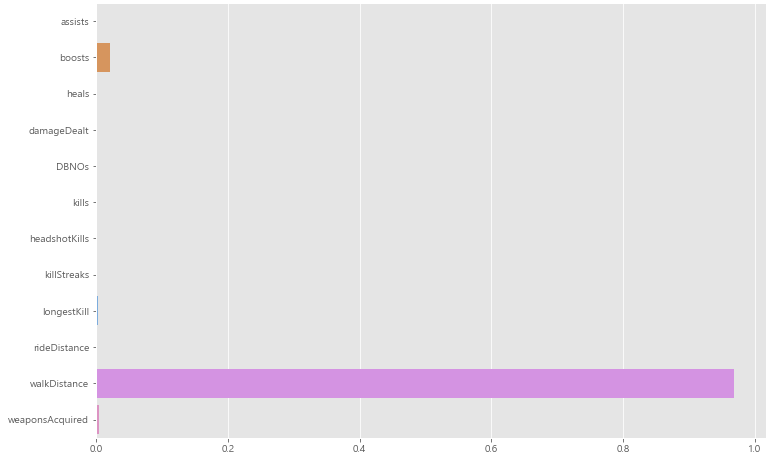 assists
boosts
heals
damageDealt
DBNOs
kills
headshotKills
killStreaks
longestKill
rideDistance
walkDistance
weaponsAcquired
0.0 0.2 0.4 0.6 0.8 1.0